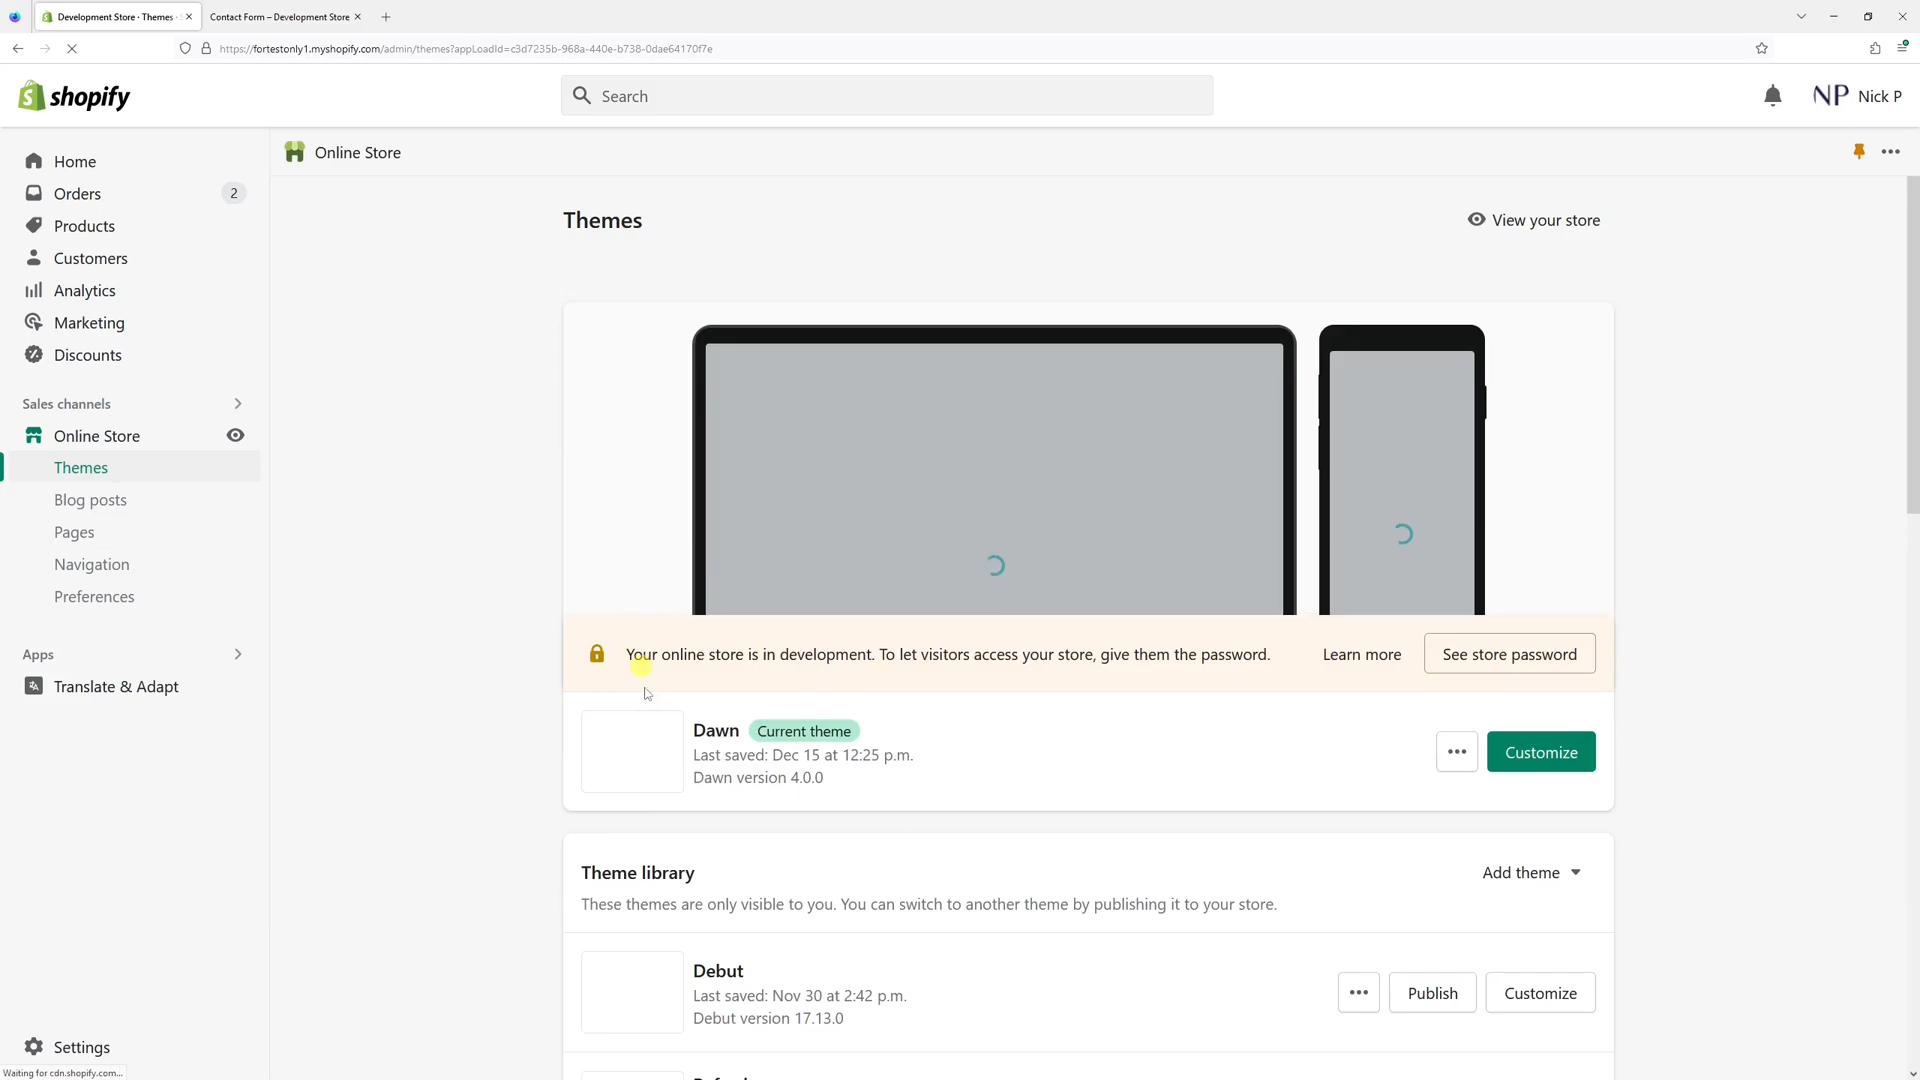 Development Store · Themes ·
Contact Form – Development Store
https://fortestonly1.myshopify.com/admin/themes?appLoadId=c3d7235b-968a-440e-b738-0dae64170f7e
shopify
Search
NP Nick P
Home
Orders 2
Products
Customers
Analytics
Marketing
Discounts
Sales channels
Online Store
Themes
Blog posts
Pages
Navigation
Preferences
Apps
Translate & Adapt
Settings
Waiting for cdn.shopify.com...
Online Store
Themes
View your store
Your online store is in development. To let visitors access your store, give them the password.
Learn more
See store password
Dawn Current theme
Last saved: Dec 15 at 12:25 p.m.
Dawn version 4.0.0
Customize
Theme library
Add theme
These themes are only visible to you. You can switch to another theme by publishing it to your store.
Debut
Last saved: Nov 30 at 2:42 p.m.
Debut version 17.13.0
Publish
Customize